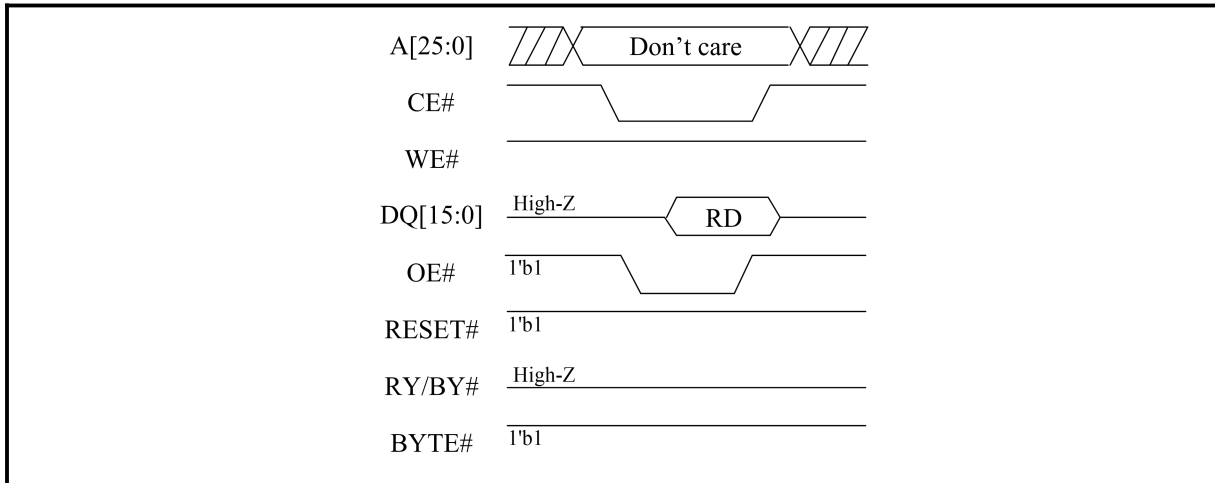 A[25:0] Don't care
CE#
WE#
DQ[15:0] High-Z RD
OE# 1'b1
RESET# 1'b1
RY/BY# High-Z
BYTE# 1'b1